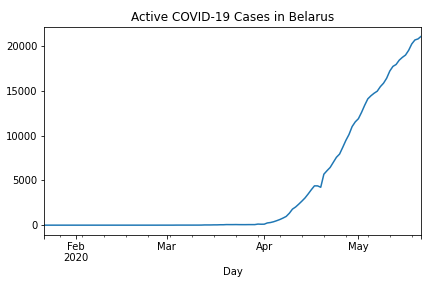 Active COVID-19 Cases in Belarus
20000
15000
10000
5000
0
Feb
2020
Mar
Apr
May
Day